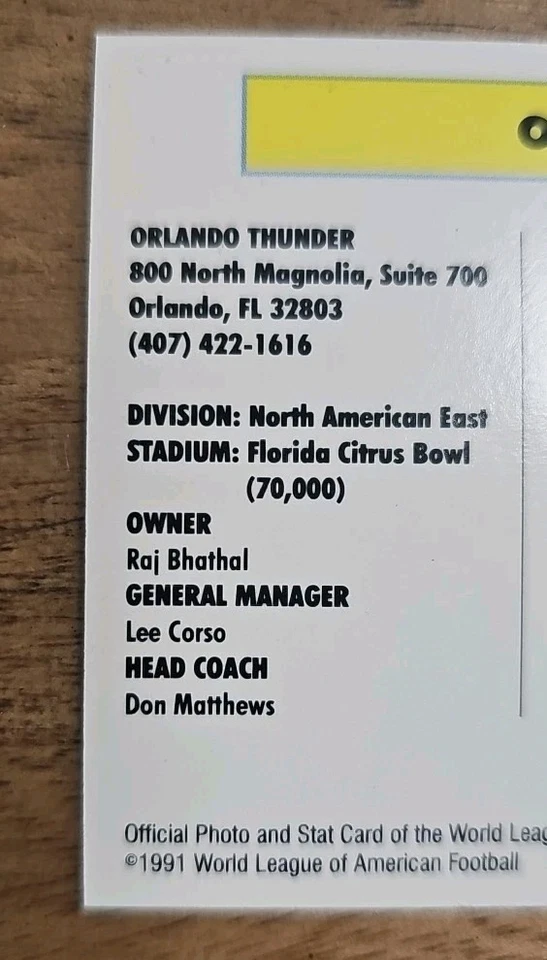 ORLANDO THUNDER
800 North Magnolia, Suite 700
Orlando, FL 32803
(407) 422-1616
DIVISION: North American East
STADIUM: Florida Citrus Bowl
(70,000)
OWNER
Raj Bhathal
GENERAL MANAGER
Lee Corso
HEAD COACH
Don Matthews
Official Photo and Stat Card of the World
©1991 World League of American Football